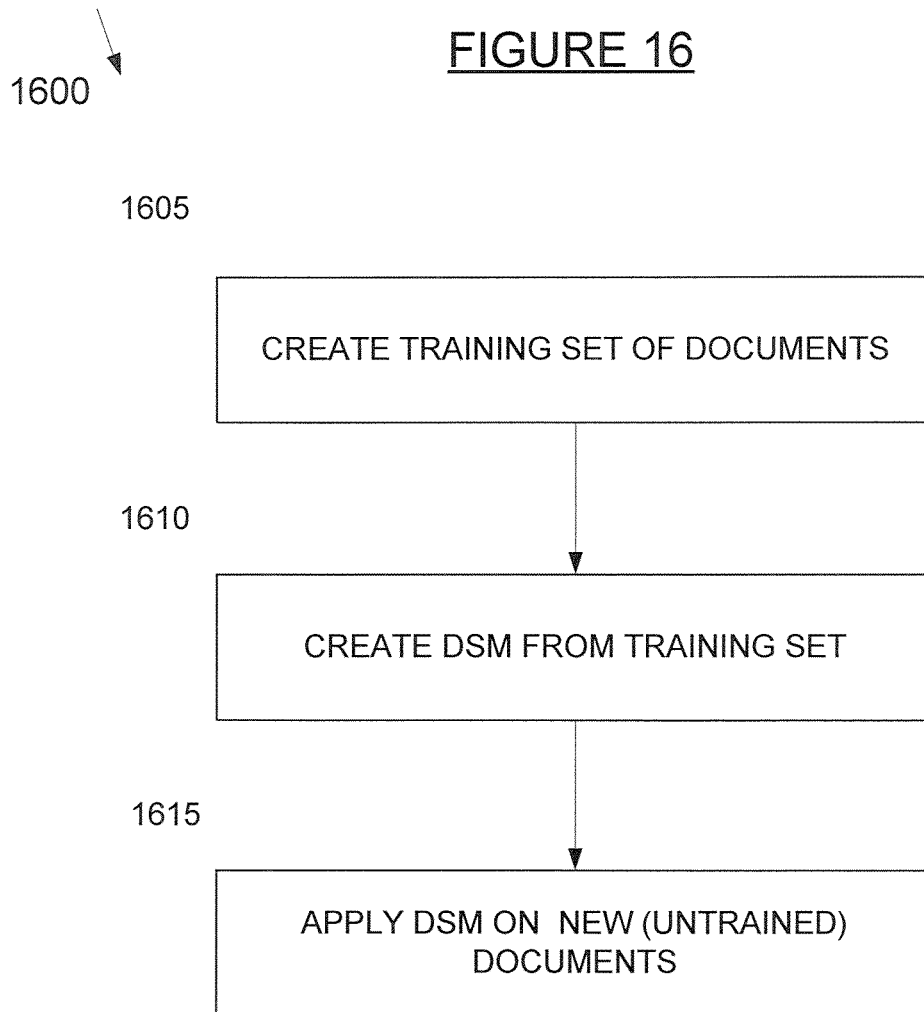 FIGURE 16
1600
1605
CREATE TRAINING SET OF DOCUMENTS
1610
CREATE DSM FROM TRAINING SET
1615
APPLY DSM ON NEW (UNTRAINED)
DOCUMENTS